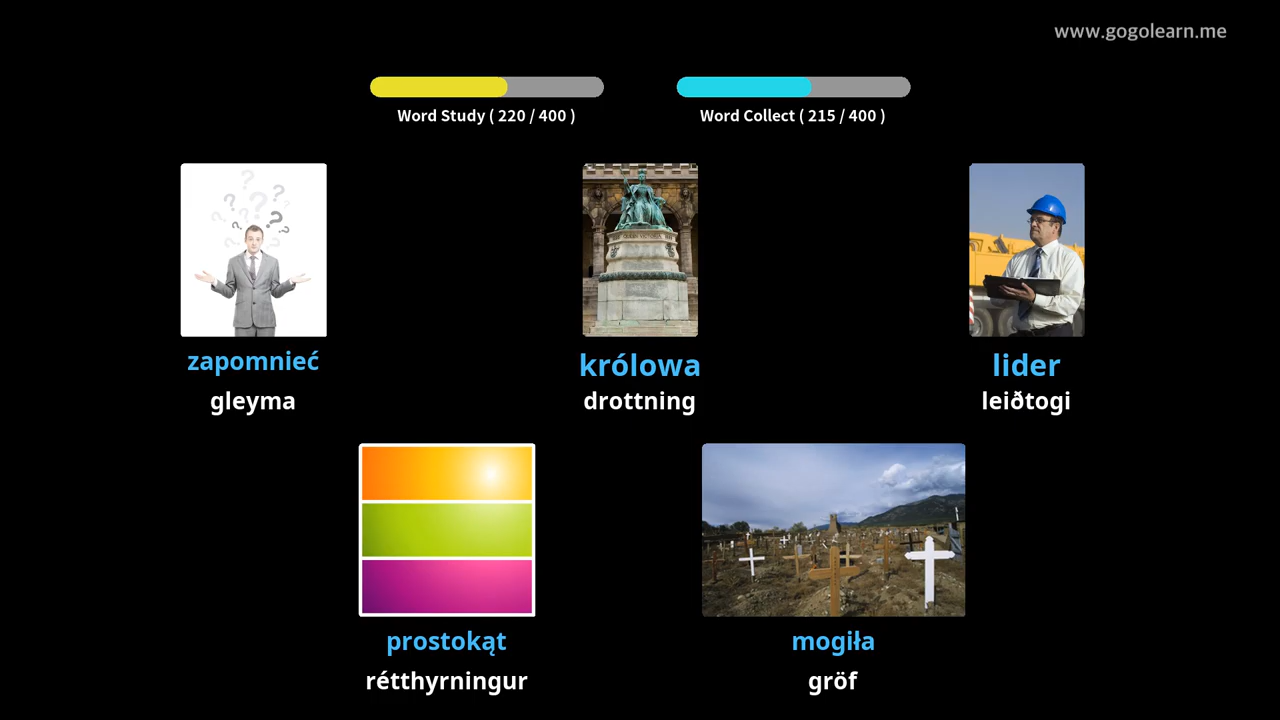 www.gogolearn.me
Word Study ( 220 / 400 )
Word Collect ( 215 / 400 )
zapomnieć
gleyma
królowa
drottning
lider
leiðtogi
prostokąt
rétthyrningur
mogiła
gröf